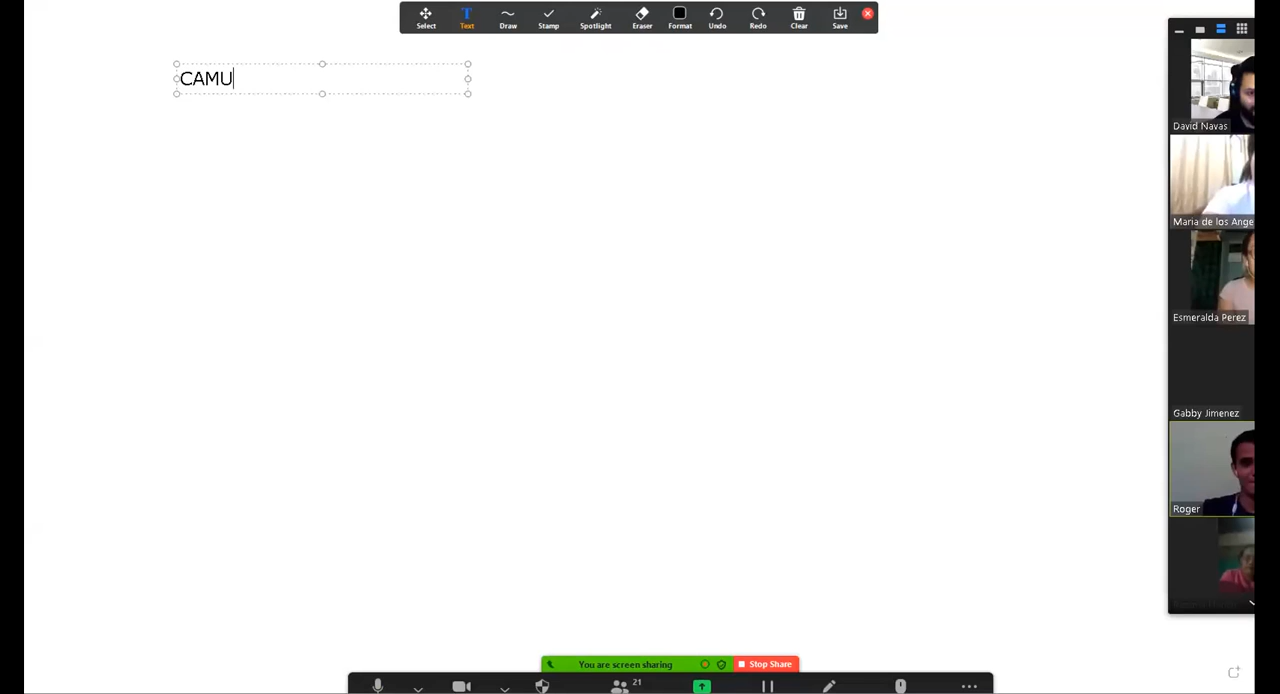 Select
Text
Draw
Stamp
Spotlight
Eraser
Format
Undo
Redo
Clear
Save
CAMU
David Navas
Maria de los Ange
Esmeralda Perez
Gabby Jimenez
Roger
You are screen sharing
Stop Share
21